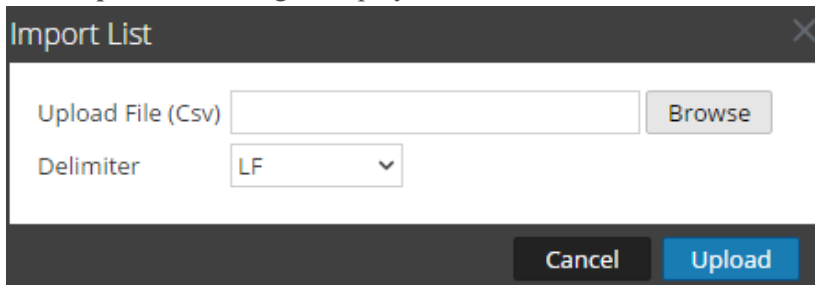 Import List
Upload File (Csv) Browse
Delimiter LF
Cancel Upload